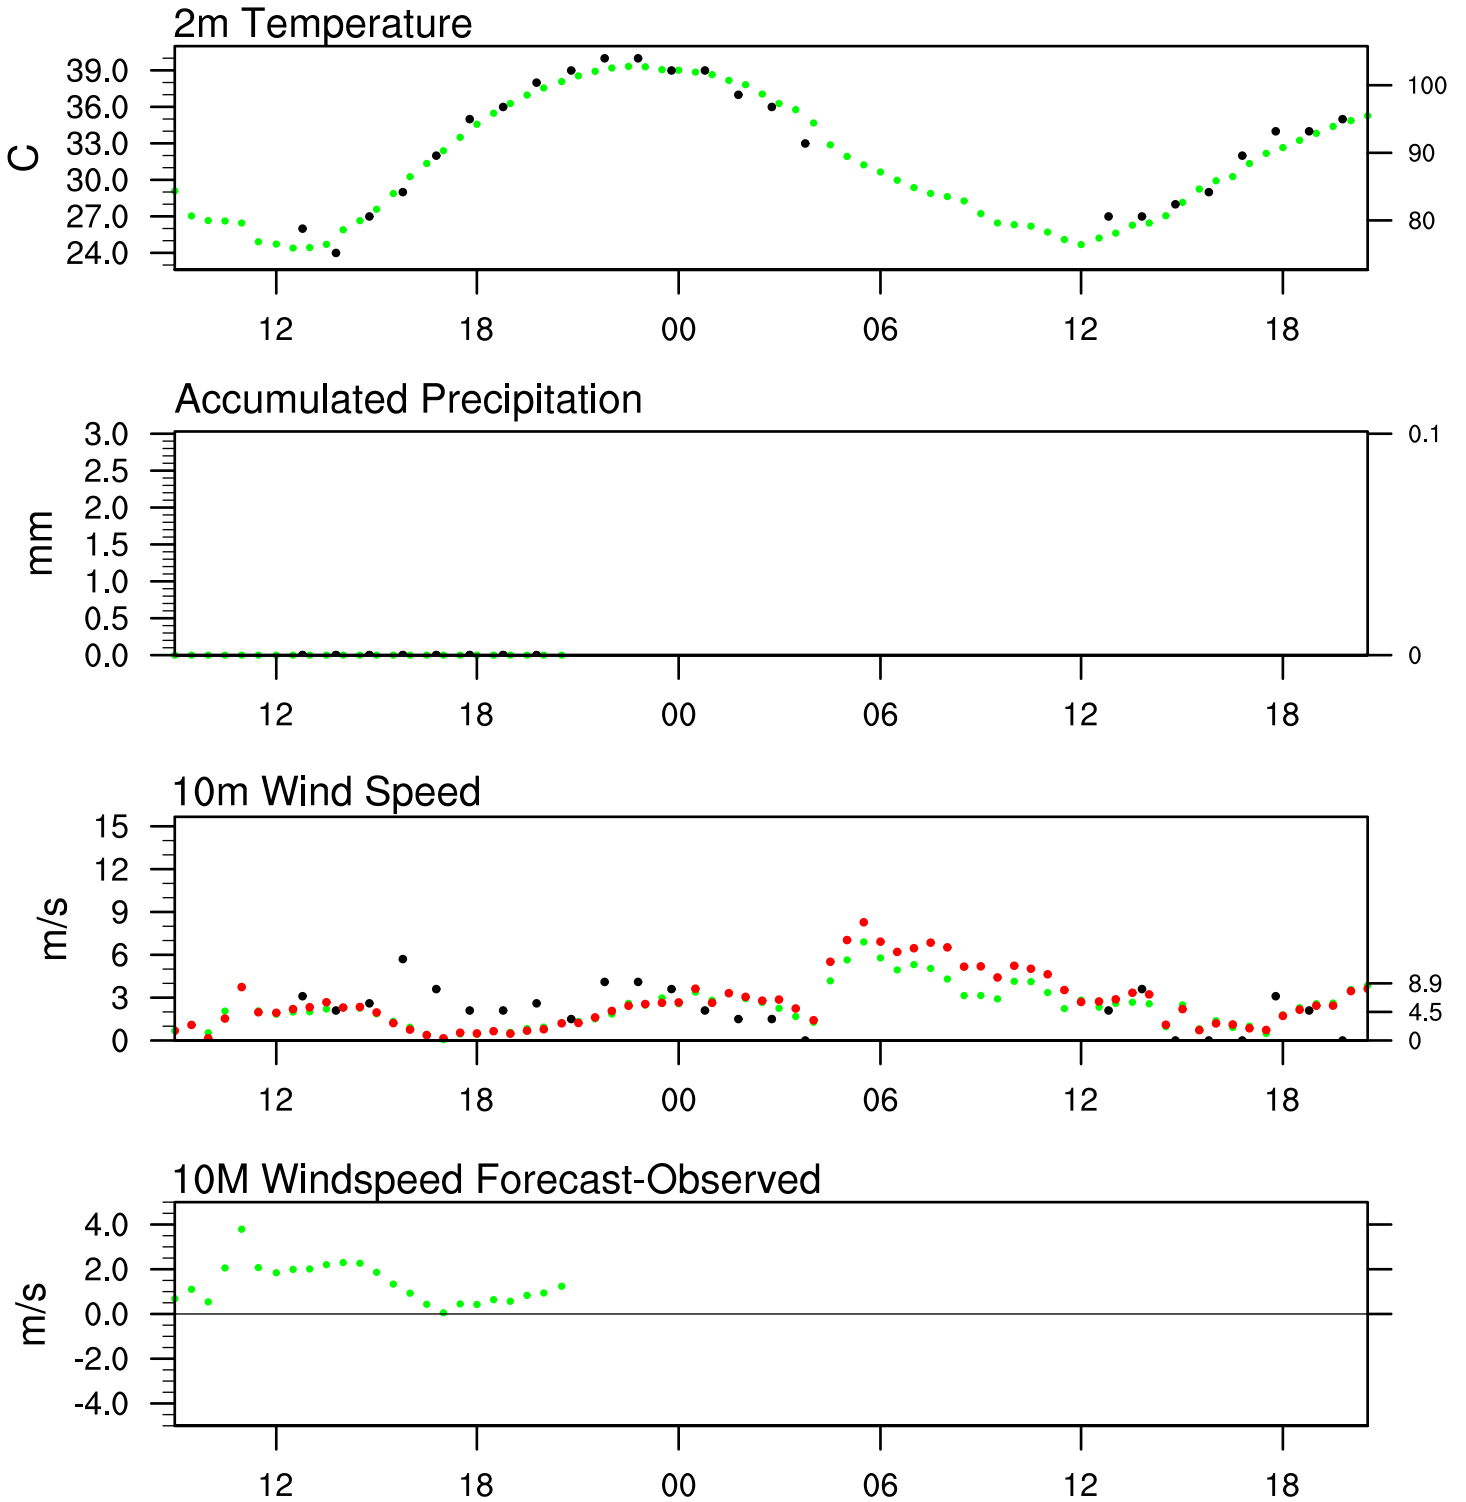 2m Temperature
39.0
36.0
33.0
30.0
27.0
24.0
C
100
90
80
12 18 00 06 12 18
Accumulated Precipitation
3.0
2.5
2.0
1.5
1.0
0.5
0.0
mm
0.1
0
12 18 00 06 12 18
10m Wind Speed
15
12
9
6
3
0
m/s
8.9
4.5
0
12 18 00 06 12 18
10M Windspeed Forecast-Observed
4.0
2.0
0.0
-2.0
-4.0
m/s
12 18 00 06 12 18